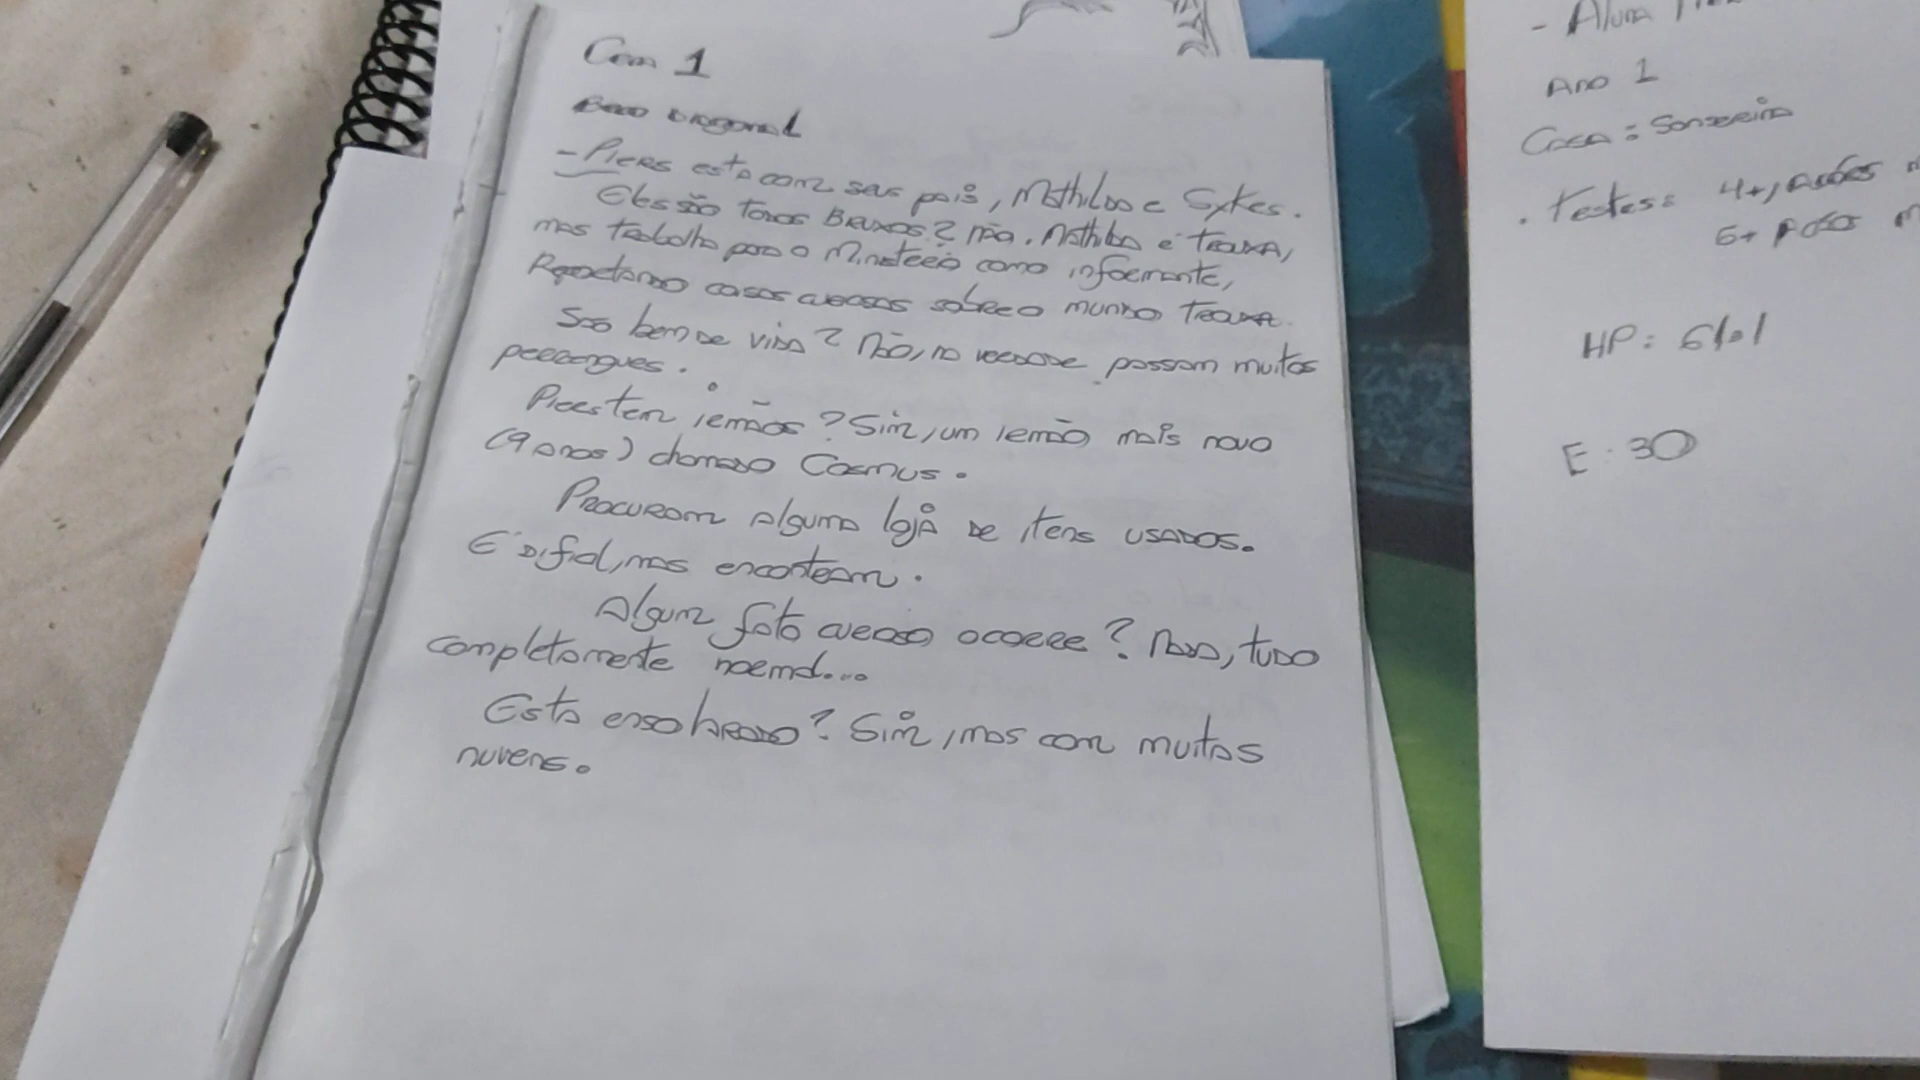 Cena 1
Beco Diagonal
- Piers está com seus pais, Mathilda e Sykes.
Eles são todos Bruxos? não. Mathilda é trouxa,
mas trabalha para o Ministério como informante,
Reportando casos curiosos sobre o mundo trouxa.
São bem de vida? Não, na verdade passam muitos
perrengues.
Piers tem irmãos? Sim, um irmão mais novo
(9 anos) chamado Cosmus.
Procuram alguma loja de itens usados.
É difícil, mas encontram.
Algum fato curioso ocorre? Nada, tudo
completamente normal...
Está ensolarado? Sim, mas com muitas
nuvens.
- Aluno
Ano 1
Casa: Sonserina
. Testes: 4+, Ações
6+
HP: 6
E: 30